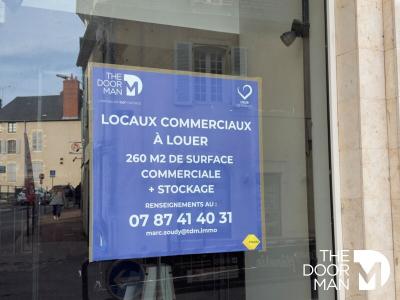 THE
DOOR
MAN
LOCAUX COMMERCIAUX
À LOUER
260 M2 DE SURFACE
COMMERCIALE
+ STOCKAGE
RENSEIGNEMENTS AU :
07 87 41 40 31
marc.soudy@tdm.immo
THE
DOOR
MAN